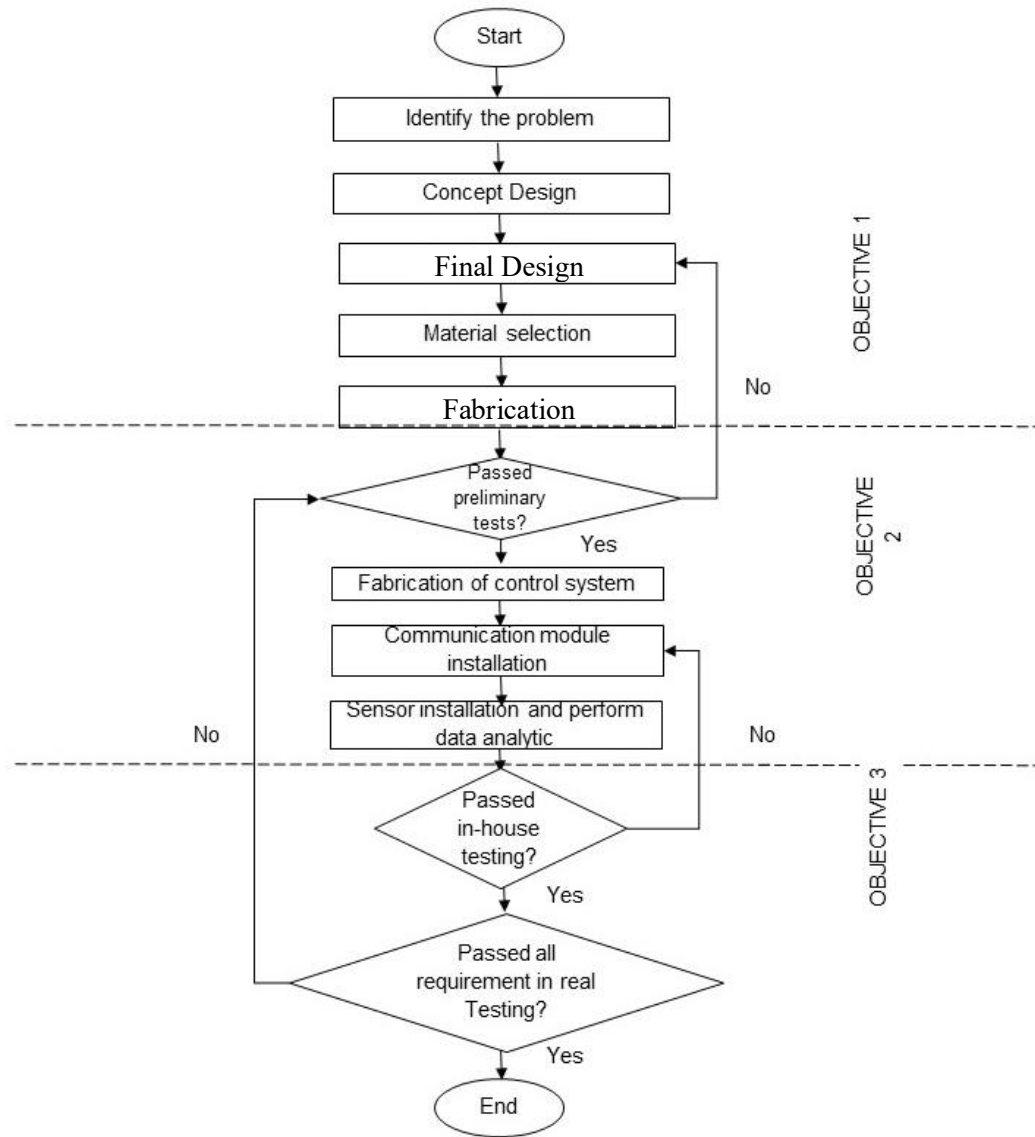 Start
Identify the problem
Concept Design
Final Design
Material selection
Fabrication
OBJECTIVE 1
No
Passed
preliminary
tests?
Yes
Fabrication of control system
Communication module
installation
Sensor installation and perform
data analytic
OBJECTIVE
2
No
No
Passed
in-house
testing?
Yes
OBJECTIVE 3
Passed all
requirement in real
Testing?
Yes
End